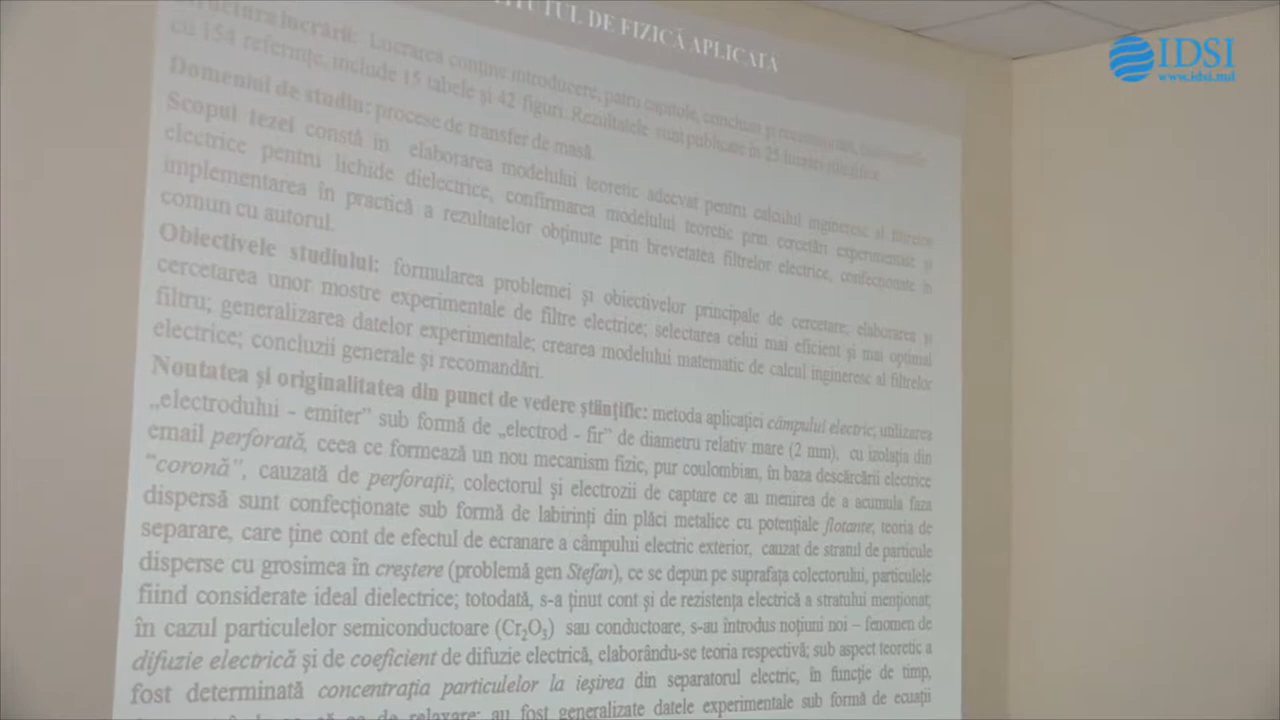 DE FIZICĂ APLICATĂ
IDSI
www.idsi.md
Structura lucrării: Lucrarea conține introducere, patru capitole, concluzii și
cu 154 referințe, include 15 tabele și 42 figuri. Rezultatele sunt publicate în 25 lucrări științifice.
Domeniul de studiu: procese de transfer de masă.
Scopul tezei constă în elaborarea modelului teoretic adecvat pentru calculul ingineresc al filtrelor
electrice pentru lichide dielectrice, confirmarea modelului teoretic prin cercetări experimentale și
implementarea în practică a rezultatelor obținute prin brevetatea filtrelor electrice, confecționate în
comun cu autorul.
Obiectivele studiului: formularea problemei și obiectivelor principale de cercetare; elaborarea și
cercetarea unor mostre experimentale de filtre electrice; selectarea celui mai eficient și mai optimal
filtru; generalizarea datelor experimentale; crearea modelului matematic de calcul ingineresc al filtrelor
electrice; concluzii generale și recomandări.
Noutatea și originalitatea din punct de vedere științific: metoda aplicației câmpului electric, utilizarea
„electrodului - emiter” sub formă de „electrod - fir” de diametru relativ mare (2 mm), cu izolația din
email perforată, ceea ce formează un nou mecanism fizic, pur coulombian, în baza descărcării electrice
"coronă”, cauzată de perforații; colectorul și electrozii de captare ce au menirea de a acumula faza
dispersă sunt confecționate sub formă de labirinți din plăci metalice cu potențiale flotante; teoria de
separare, care ține cont de efectul de ecranare a câmpului electric exterior, cauzat de stratul de particule
disperse cu grosimea în creștere (problemă gen Stefan), ce se depun pe suprafața colectorului, particulele
fiind considerate ideal dielectrice; totodată, s-a ținut cont și de rezistența electrică a stratului menționat;
în cazul particulelor semiconductoare (Cr₂O₃) sau conductoare, s-au întrodus noțiuni noi – fenomen de
difuzie electrică și de coeficient de difuzie electrică, elaborându-se teoria respectivă; sub aspect teoretic a
fost determinată concentrația particulelor la ieșirea din separatorul electric, în funcție de timp,
de relaxare; au fost generalizate datele experimentale sub formă de ecuații